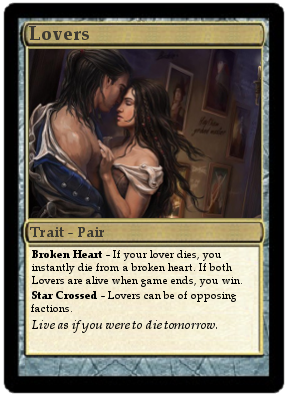 Lovers
Trait - Pair
Broken Heart - If your lover dies, you
instantly die from a broken heart. If both
Lovers are alive when game ends, you win.
Star Crossed - Lovers can be of opposing
factions.
Live as if you were to die tomorrow.